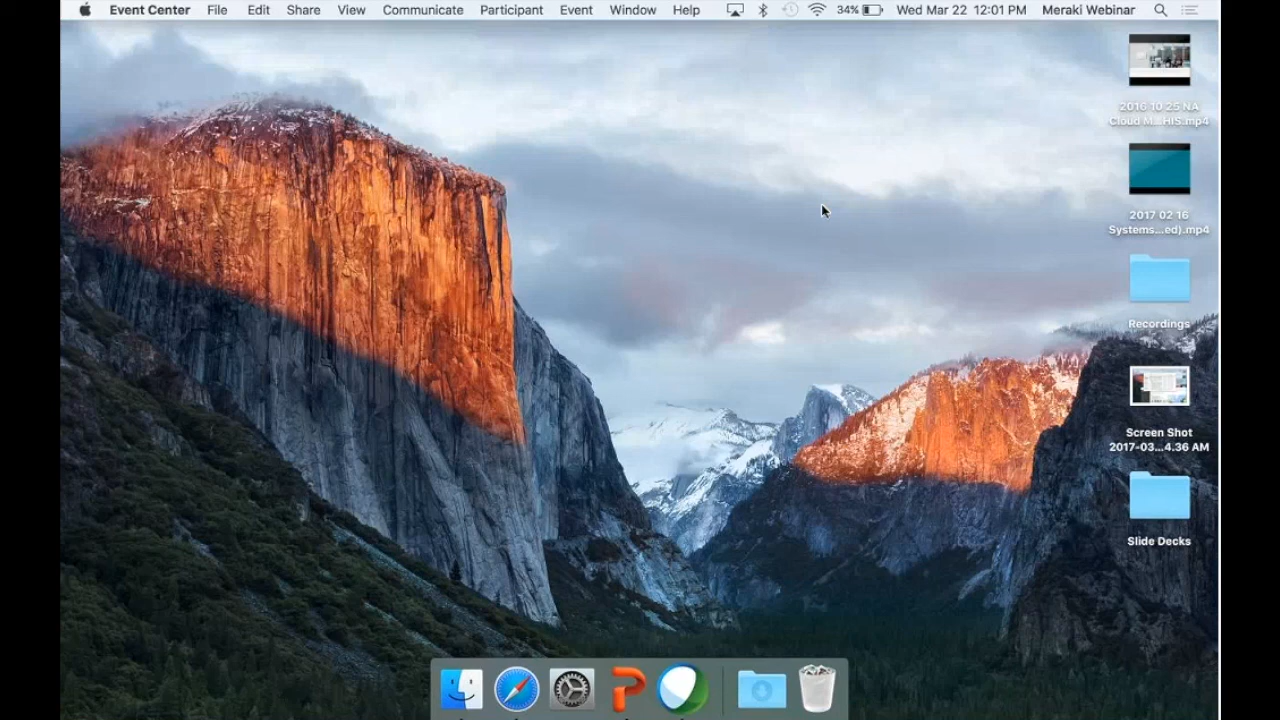 Event Center File Edit Share View Communicate Participant Event Window Help 34% Wed Mar 22 12:01 PM Meraki Webinar
2016 10 25 NA
Cloud M...HIS.mp4
2017 02 16
Systems...ed).mp4
Recordings
Screen Shot
2017-03...4.36 AM
Slide Decks